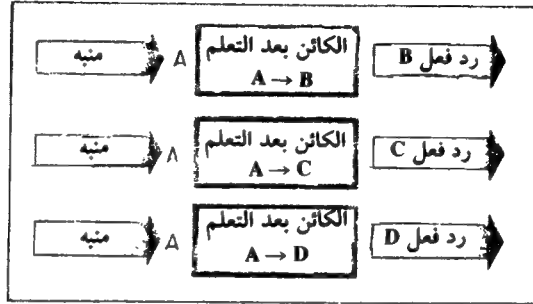 منبه A الكائن بعد التعلم رد فعل B
A → B
منبه A الكائن بعد التعلم رد فعل C
A → C
منبه A الكائن بعد التعلم رد فعل D
A → D